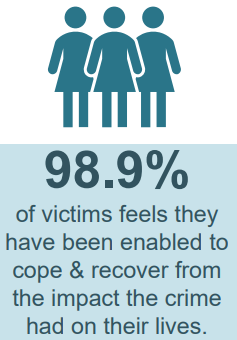 98.9%
of victims feels they
have been enabled to
cope & recover from
the impact the crime
had on their lives.